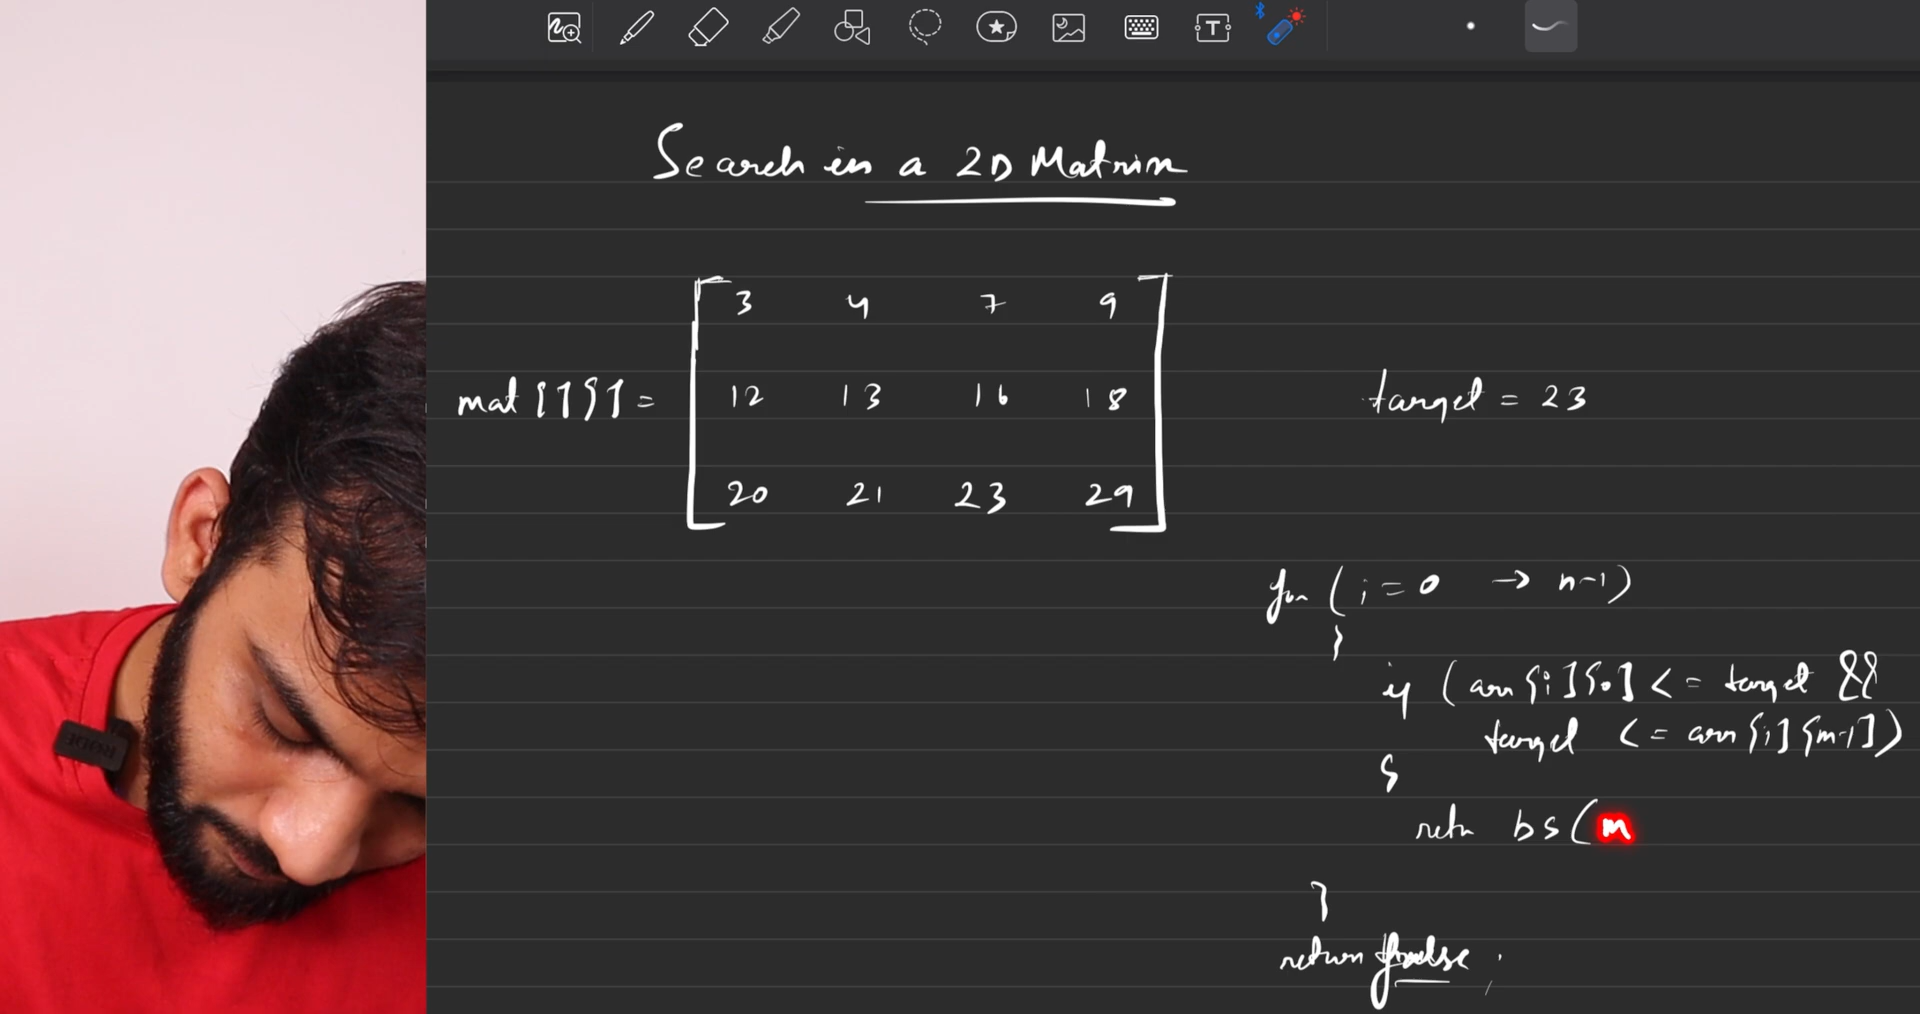 Search in a 2D Matrix
3 4 7 9
mat[][] = 12 13 16 18 target = 23
20 21 23 29
for (i = 0 → n-1)
{
if (arr[i][0] <= target &&
target <= arr[i][m-1])
{
retn bs(m
}
return false;
RODE